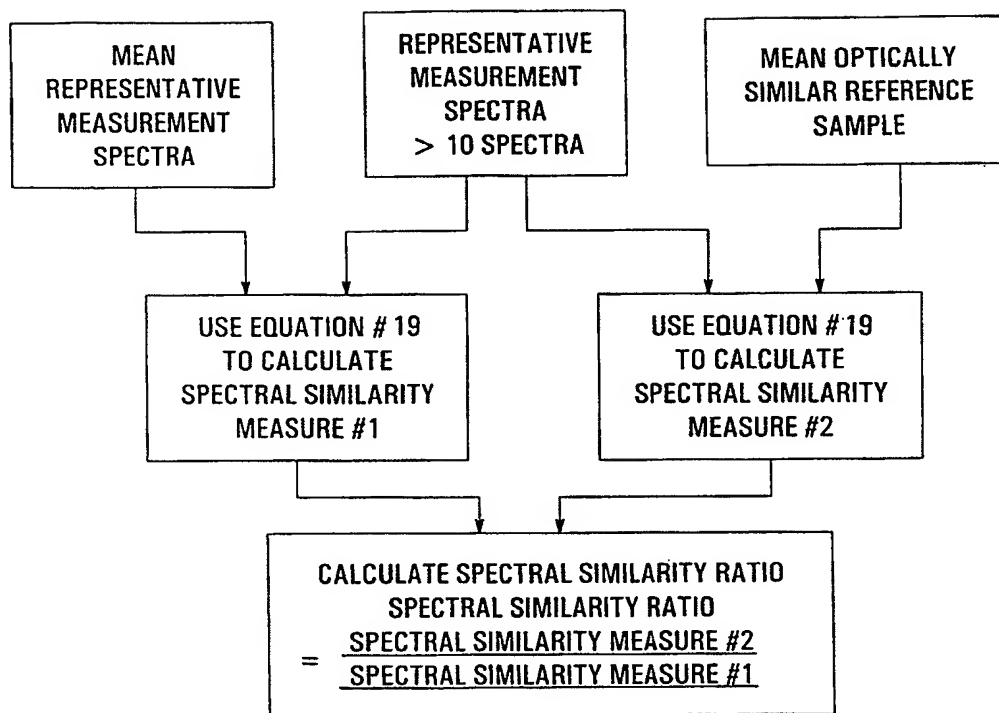 MEAN
REPRESENTATIVE
MEASUREMENT
SPECTRA
REPRESENTATIVE
MEASUREMENT
SPECTRA
> 10 SPECTRA
MEAN OPTICALLY
SIMILAR REFERENCE
SAMPLE
USE EQUATION # 19
TO CALCULATE
SPECTRAL SIMILARITY
MEASURE #1
USE EQUATION # 19
TO CALCULATE
SPECTRAL SIMILARITY
MEASURE #2
CALCULATE SPECTRAL SIMILARITY RATIO
SPECTRAL SIMILARITY RATIO
= SPECTRAL SIMILARITY MEASURE #2
SPECTRAL SIMILARITY MEASURE #1